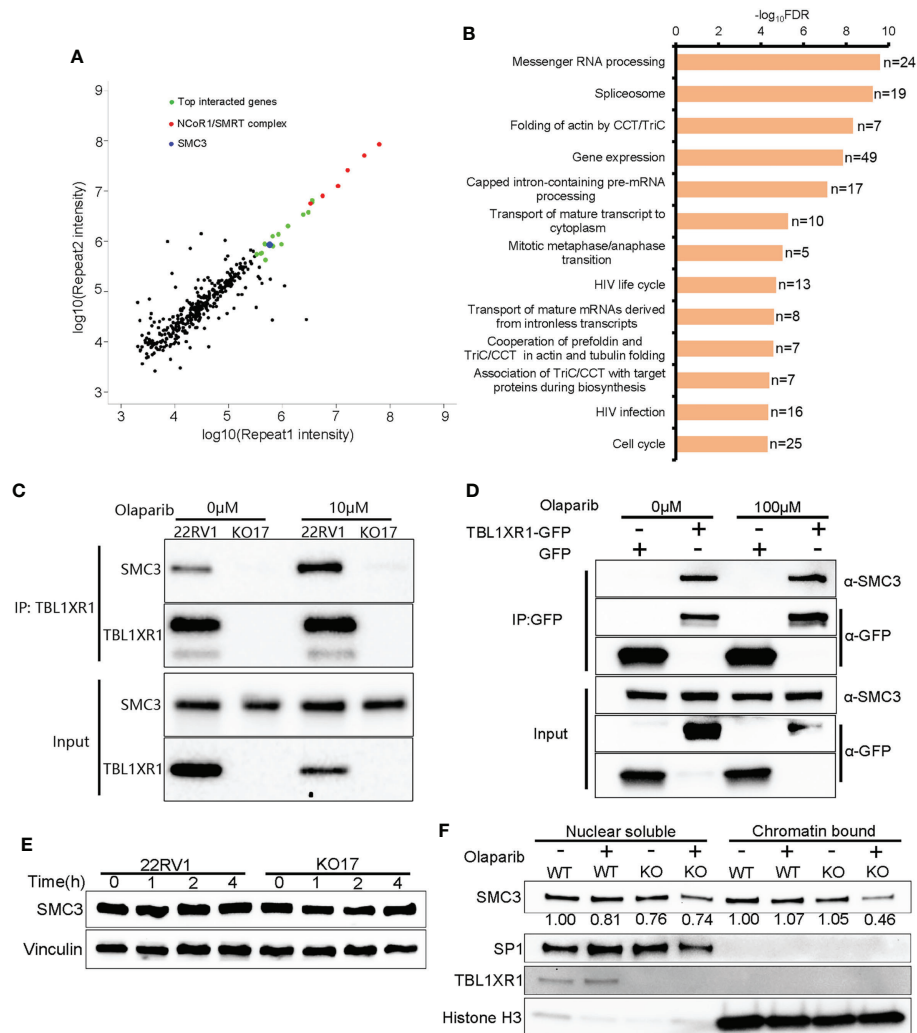 A
9
8
7
6
5
4
3
log10(Repeat2 intensity)
Top interacted genes
NCoR1/SMRT complex
SMC3
3 4 5 6 7 8 9
log10(Repeat1 intensity)
B
-log10FDR
0 2 4 6 8 10
Messenger RNA processing n=24
Spliceosome n=19
Folding of actin by CCT/TriC n=7
Gene expression n=49
Capped intron-containing pre-mRNA
processing n=17
Transport of mature transcript to
cytoplasm n=10
Mitotic metaphase/anaphase
transition n=5
HIV life cycle n=13
Transport of mature mRNAs derived
from intronless transcripts n=8
Cooperation of prefoldin and
TriC/CCT in actin and tubulin folding n=7
Association of TriC/CCT with target
proteins during biosynthesis n=7
HIV infection n=16
Cell cycle n=25
C
Olaparib 0μM 10μM
22RV1 KO17 22RV1 KO17
IP: TBL1XR1
SMC3
TBL1XR1
Input
SMC3
TBL1XR1
D
Olaparib 0μM 100μM
TBL1XR1-GFP - + - +
GFP + - + -
IP:GFP
α-SMC3
α-GFP
Input
α-SMC3
α-GFP
E
22RV1 KO17
Time(h) 0 1 2 4 0 1 2 4
SMC3
Vinculin
F
Nuclear soluble Chromatin bound
Olaparib - + - + - + - +
WT WT KO KO WT WT KO KO
SMC3
1.00 0.81 0.76 0.74 1.00 1.07 1.05 0.46
SP1
TBL1XR1
Histone H3